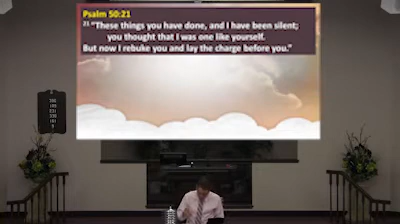 Psalm 50:21
21 "These things you have done, and I have been silent;
you thought that I was one like yourself.
But now I rebuke you and lay the charge before you."